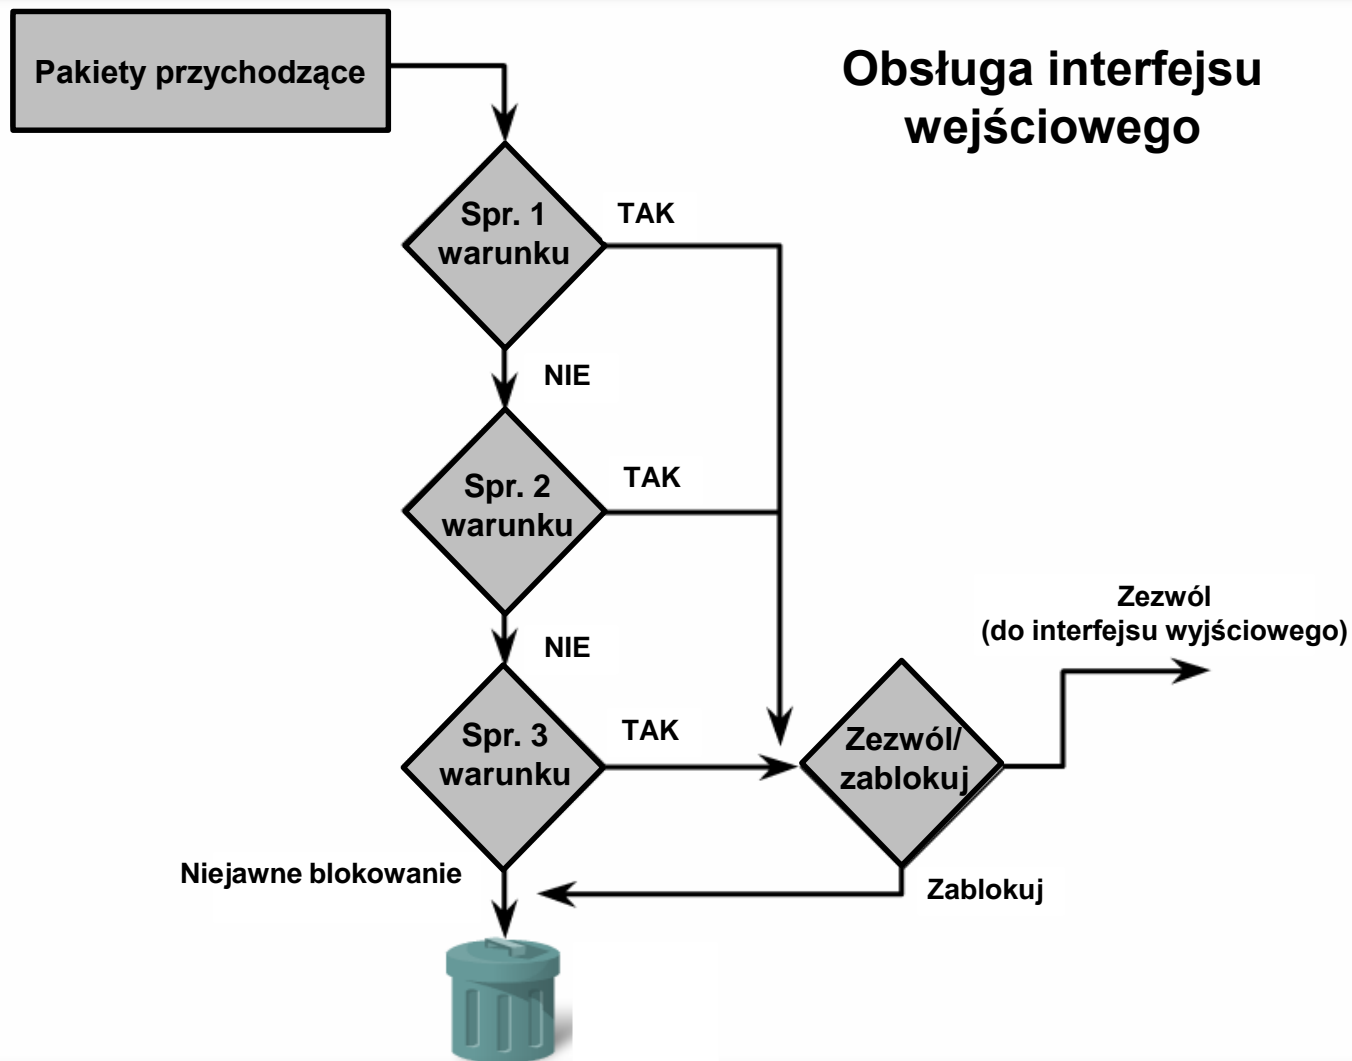 Pakiety przychodzące
Obsługa interfejsu
wejściowego
Spr. 1
warunku
TAK
NIE
Spr. 2
warunku
TAK
NIE
Zezwól
(do interfejsu wyjściowego)
Spr. 3
warunku
TAK
Zezwól/
zablokuj
Niejawne blokowanie
Zablokuj